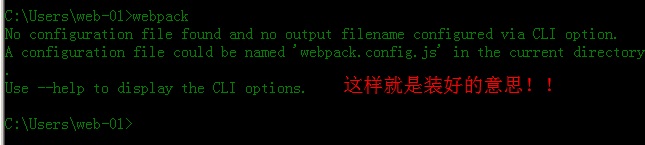 C:\Users\web-01>webpack
No configuration file found and no output filename configured via CLI option.
A configuration file could be named 'webpack.config.js' in the current directory
.
Use --help to display the CLI options.
这样就是装好的意思！！
C:\Users\web-01>